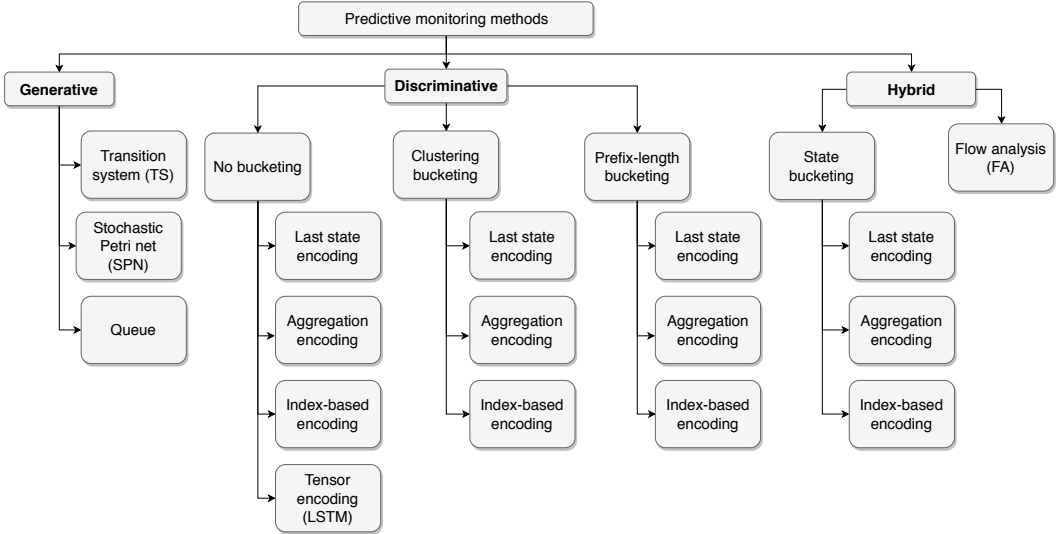 Predictive monitoring methods
Generative
Discriminative
Hybrid
Transition
system (TS)
Stochastic
Petri net
(SPN)
Queue
No bucketing
Last state
encoding
Aggregation
encoding
Index-based
encoding
Tensor
encoding
(LSTM)
Clustering
bucketing
Last state
encoding
Aggregation
encoding
Index-based
encoding
Prefix-length
bucketing
Last state
encoding
Aggregation
encoding
Index-based
encoding
State
bucketing
Last state
encoding
Aggregation
encoding
Index-based
encoding
Flow analysis
(FA)